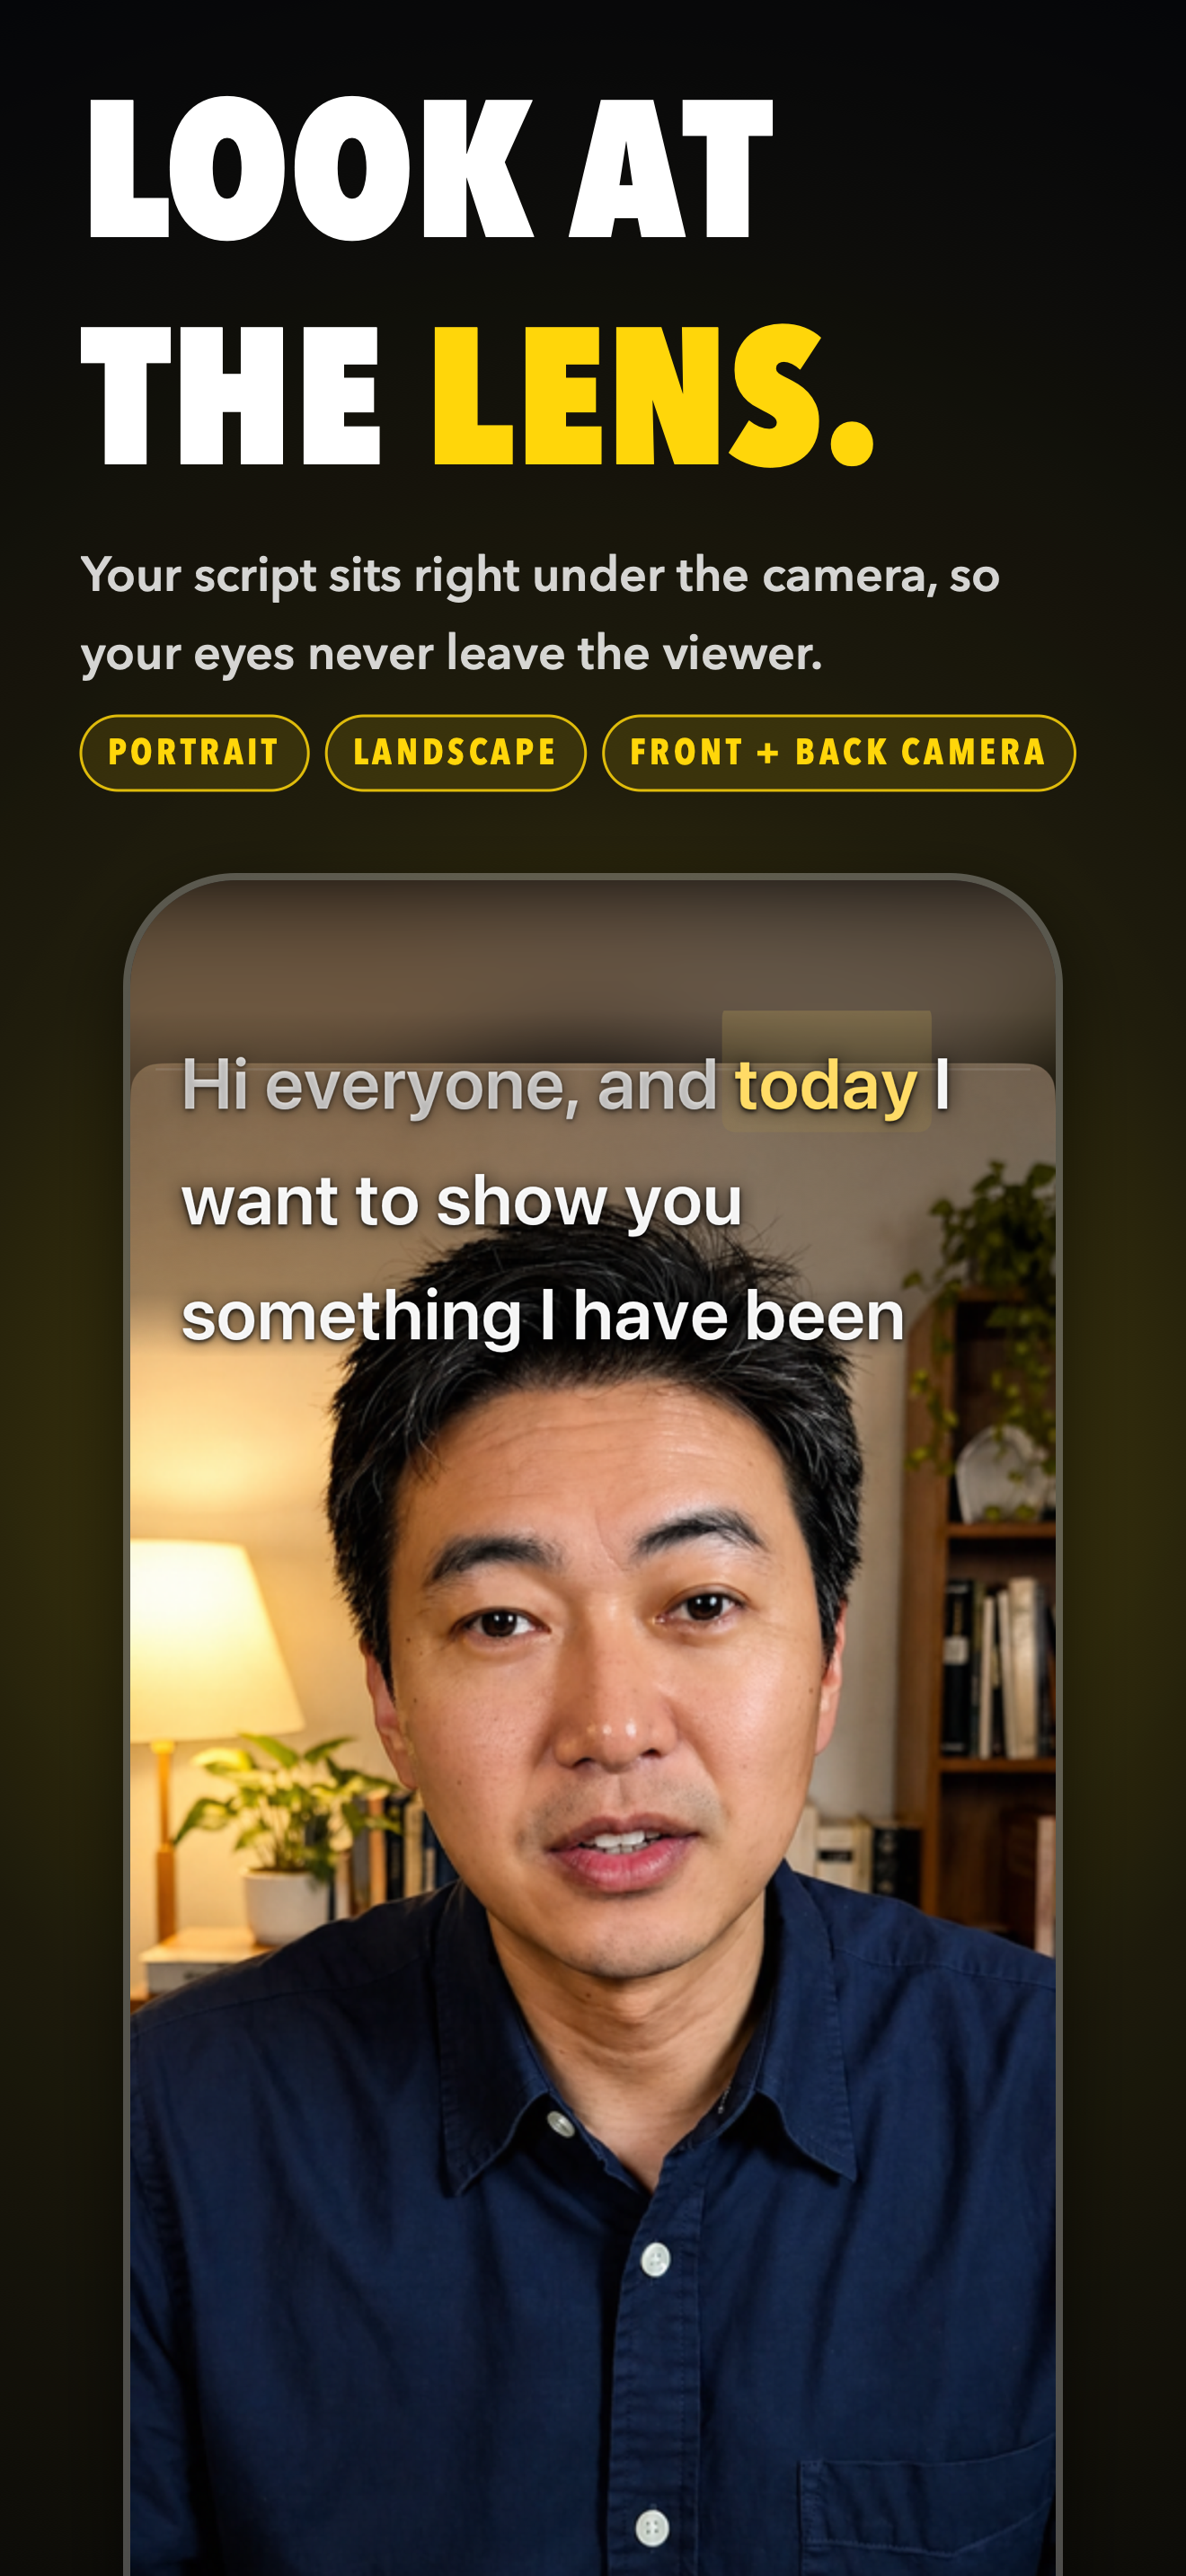 LOOK AT
THE LENS.
Your script sits right under the camera, so
your eyes never leave the viewer.
PORTRAIT LANDSCAPE FRONT + BACK CAMERA
Hi everyone, and today I
want to show you
something I have been